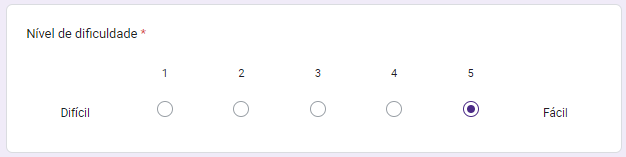 Nível de dificuldade *
1 2 3 4 5
Difícil Fácil